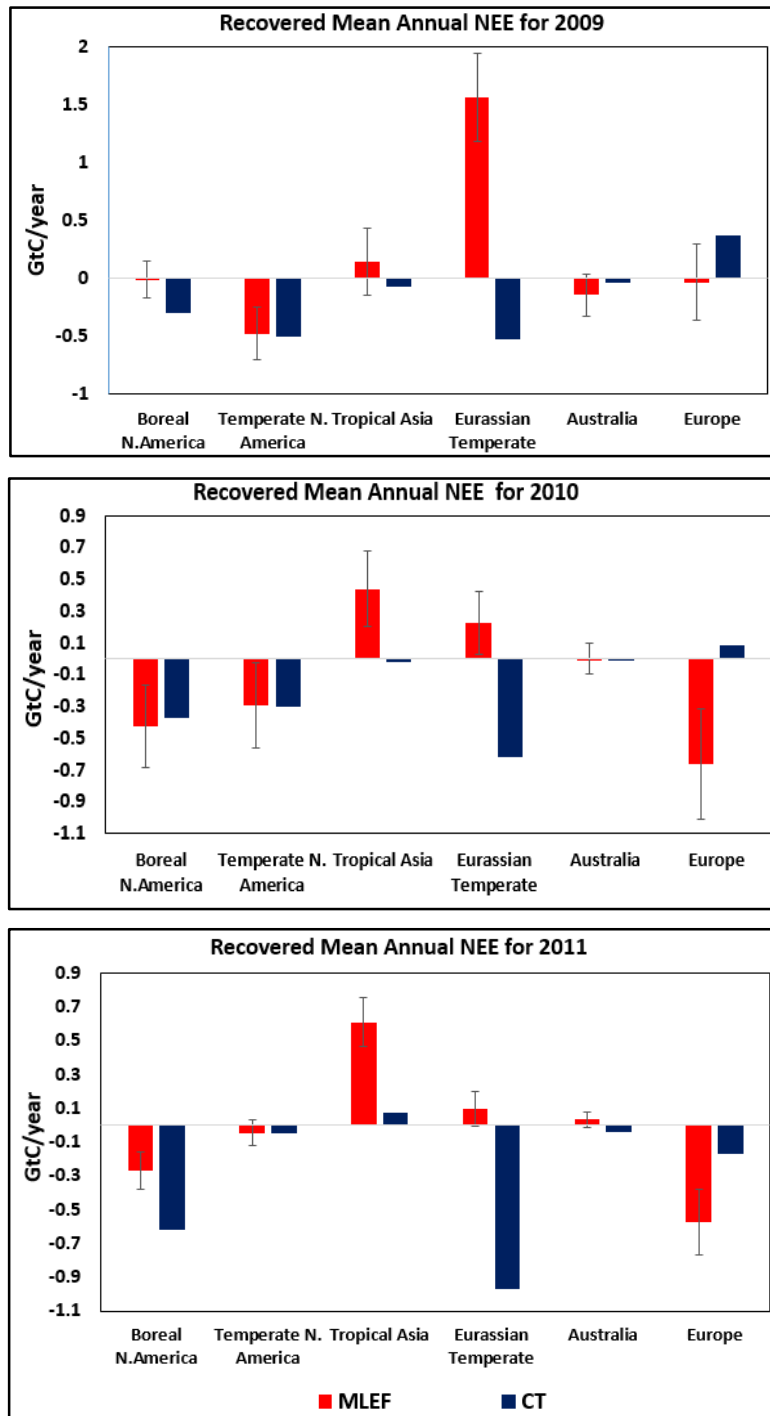 Recovered Mean Annual NEE for 2009
2
1.5
1
0.5
0
-0.5
-1
GtC/year
Boreal N.America
Temperate N. America
Tropical Asia
Eurassian Temperate
Australia
Europe
Recovered Mean Annual NEE for 2010
0.9
0.7
0.5
0.3
0.1
-0.1
-0.3
-0.5
-0.7
-0.9
-1.1
GtC/year
Boreal N.America
Temperate N. America
Tropical Asia
Eurassian Temperate
Australia
Europe
Recovered Mean Annual NEE for 2011
0.9
0.7
0.5
0.3
0.1
-0.1
-0.3
-0.5
-0.7
-0.9
-1.1
GtC/year
Boreal N.America
Temperate N. America
Tropical Asia
Eurassian Temperate
Australia
Europe
MLEF CT